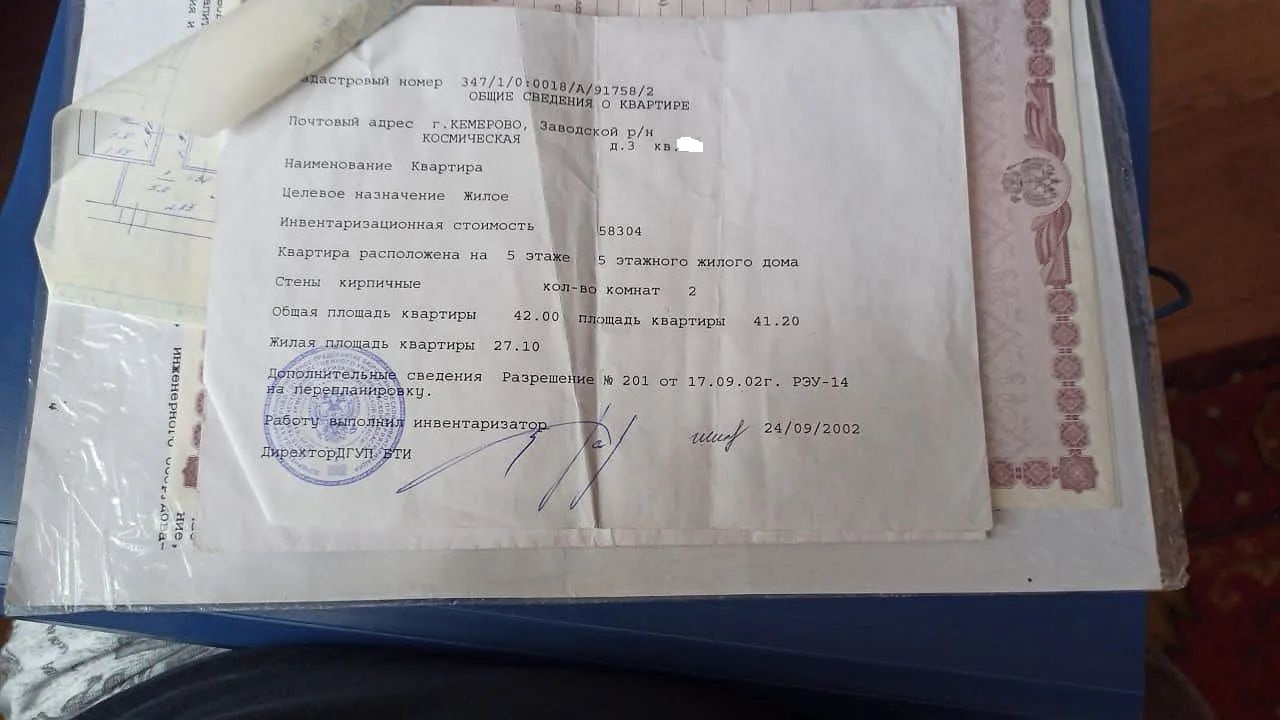 адастровый номер 347/1/0:0018/A/91758/2
ОБЩИЕ СВЕДЕНИЯ О КВАРТИРЕ
Почтовый адрес г.КЕМЕРОВО, Заводской р/н
КОСМИЧЕСКАЯ д.3 кв.
Наименование Квартира
Целевое назначение Жилое
Инвентаризационная стоимость 58304
Квартира расположена на 5 этаже 5 этажного жилого дома
Стены кирпичные кол-во комнат 2
Общая площадь квартиры 42.00 площадь квартиры 41.20
Жилая площадь квартиры 27.10
Дополнительные сведения Разрешение № 201 от 17.09.02г. РЭУ-14
на перепланировку.
Работу выполнил инвентаризатор 24/09/2002
ДиректорДГУП БТИ
инженерного
ние,